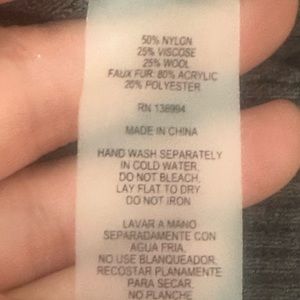 50% NYLON
25% VISCOSE
25% WOOL
FAUX FUR: 80% ACRYLIC
20% POLYESTER
RN 138994
MADE IN CHINA
HAND WASH SEPARATELY
IN COLD WATER.
DO NOT BLEACH.
LAY FLAT TO DRY
DO NOT IRON
LAVAR A MANO
SEPARADAMENTE CON
AGUA FRIA.
NO USE BLANQUEADOR.
RECOSTAR PLANAMENTE
PARA SECAR.
NO PLANCHE